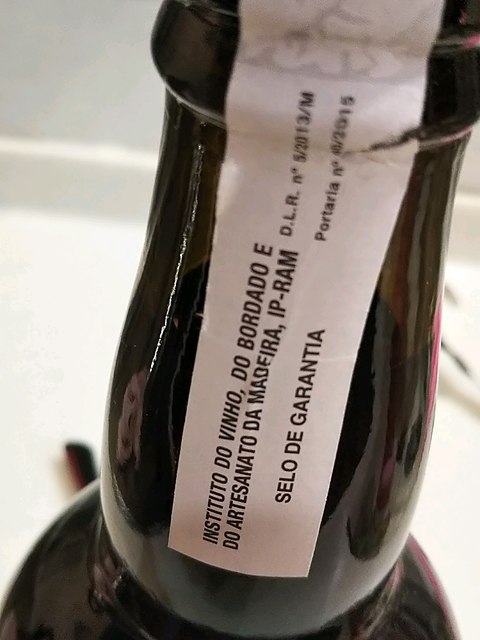 INSTITUTO DO VINHO, DO BORDADO E
DO ARTESANATO DA MADEIRA, IP-RAM
SELO DE GARANTIA
D.L.R. nº 5/2013/M
Portaria nº /2015